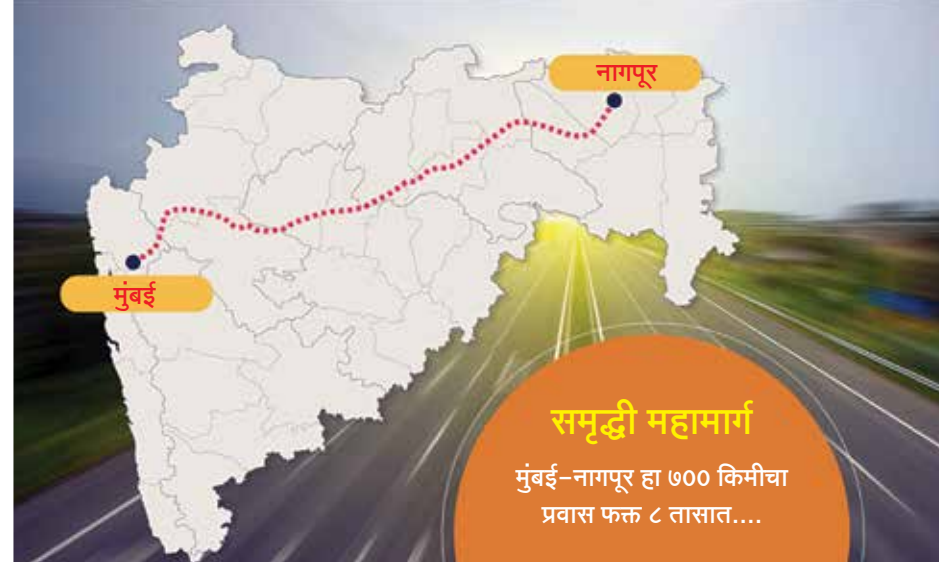 नागपूर
मुंबई
समृद्धी महामार्ग
मुंबई-नागपूर हा ७०० किमीचा
प्रवास फक्त ८ तासात....